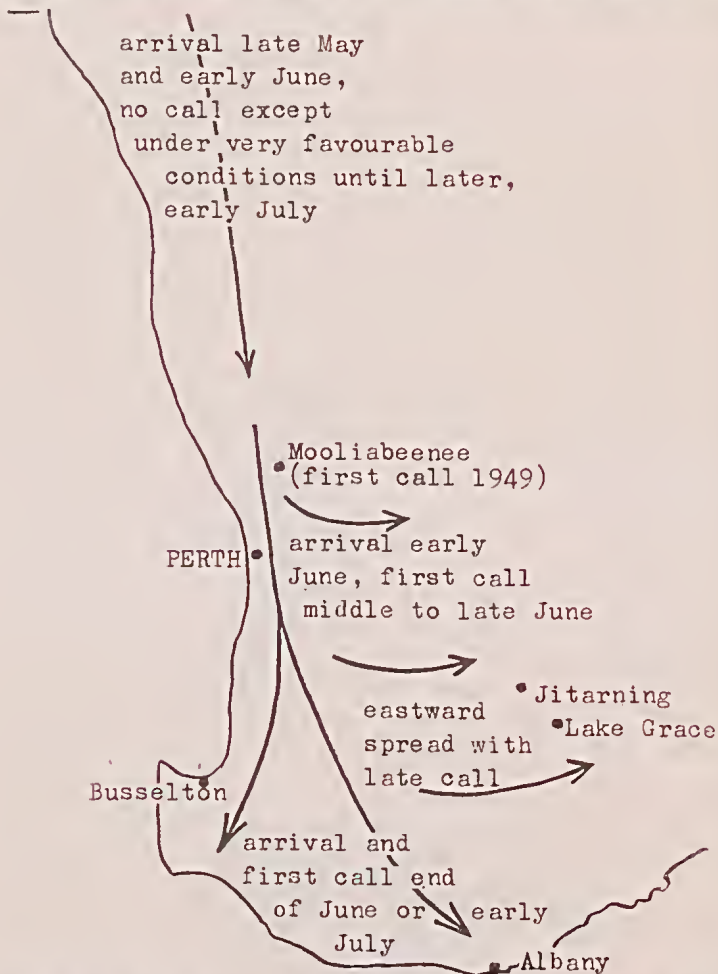 arrival late May
and early June,
no call except
under very favourable
conditions until later,
early July
Mooliabeenee
(first call 1949)
PERTH
arrival early
June, first call
middle to late June
Jitarning
Lake Grace
eastward
spread with
late call
Busselton
arrival and
first call end
of June or early
July
Albany